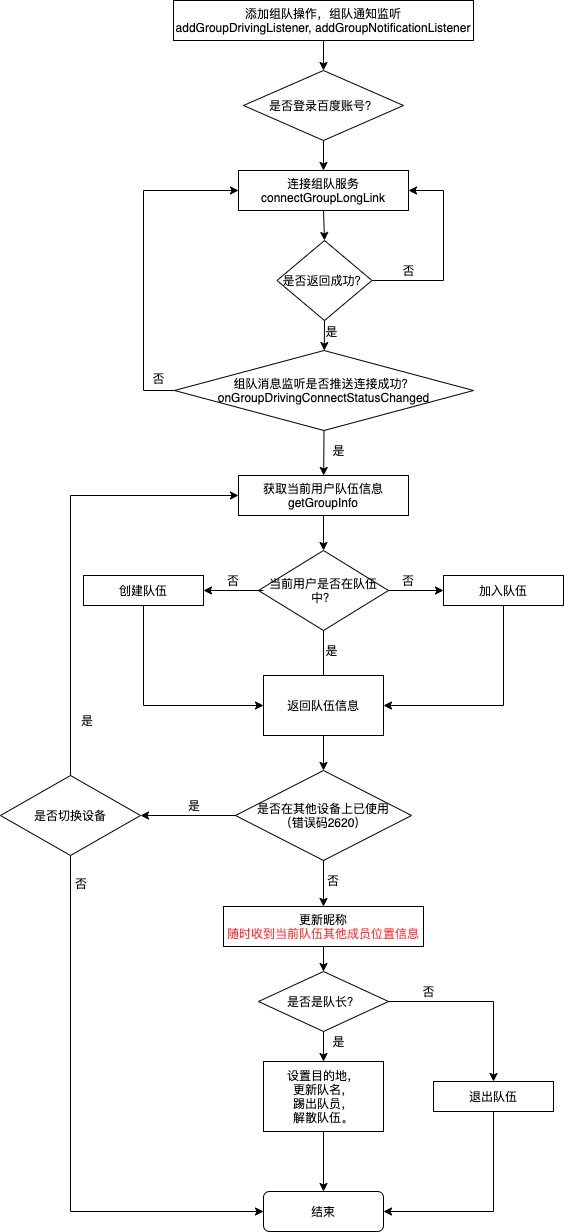 添加组队操作，组队通知监听
addGroupDrivingListener, addGroupNotificationListener
是否登录百度账号?
连接组队服务
connectGroupLongLink
是否返回成功?
否
是
组队消息监听是否推送连接成功?
onGroupDrivingConnectStatusChanged
否
是
获取当前用户队伍信息
getGroupInfo
当前用户是否在队伍
中?
否
否
创建队伍
加入队伍
是
返回队伍信息
是
是否在其他设备上已使用
（错误码2620）
是
是否切换设备
否
否
更新昵称
随时收到当前队伍其他成员位置信息
是否是队长?
否
是
设置目的地，
更新队名，
踢出队员，
解散队伍。
退出队伍
结束